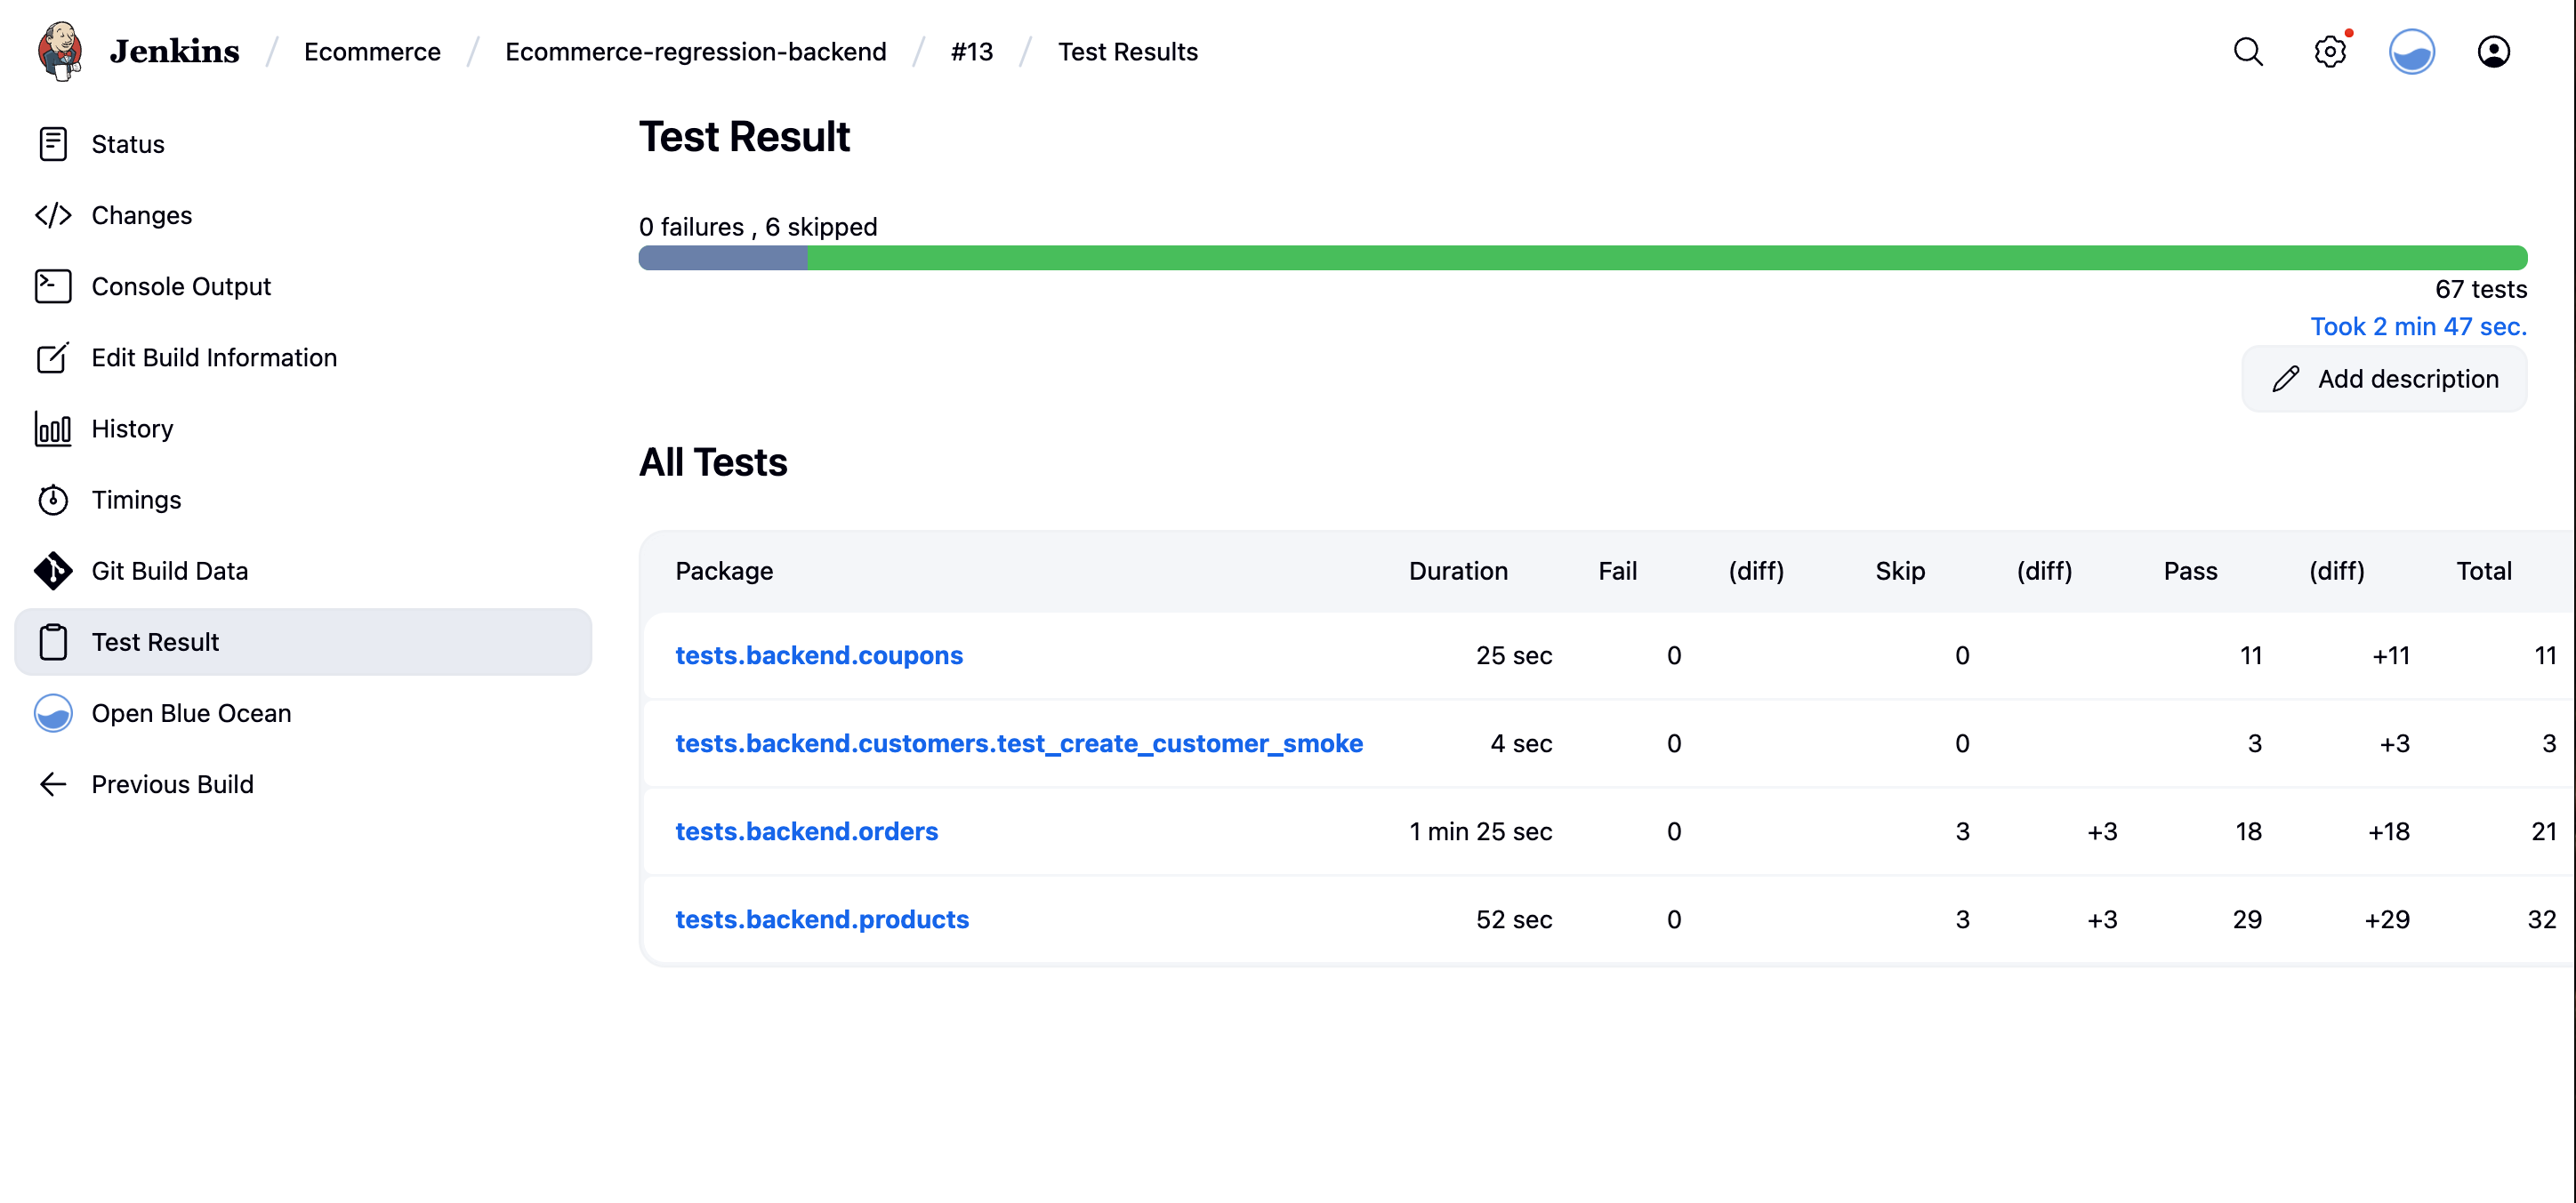 Jenkins / Ecommerce / Ecommerce-regression-backend / #13 / Test Results
Status
Changes
Console Output
Edit Build Information
History
Timings
Git Build Data
Test Result
Open Blue Ocean
Previous Build
Test Result
0 failures , 6 skipped
67 tests
Took 2 min 47 sec.
Add description
All Tests
Package Duration Fail (diff) Skip (diff) Pass (diff) Total
tests.backend.coupons 25 sec 0 0 11 +11 11
tests.backend.customers.test_create_customer_smoke 4 sec 0 0 3 +3 3
tests.backend.orders 1 min 25 sec 0 3 +3 18 +18 21
tests.backend.products 52 sec 0 3 +3 29 +29 32